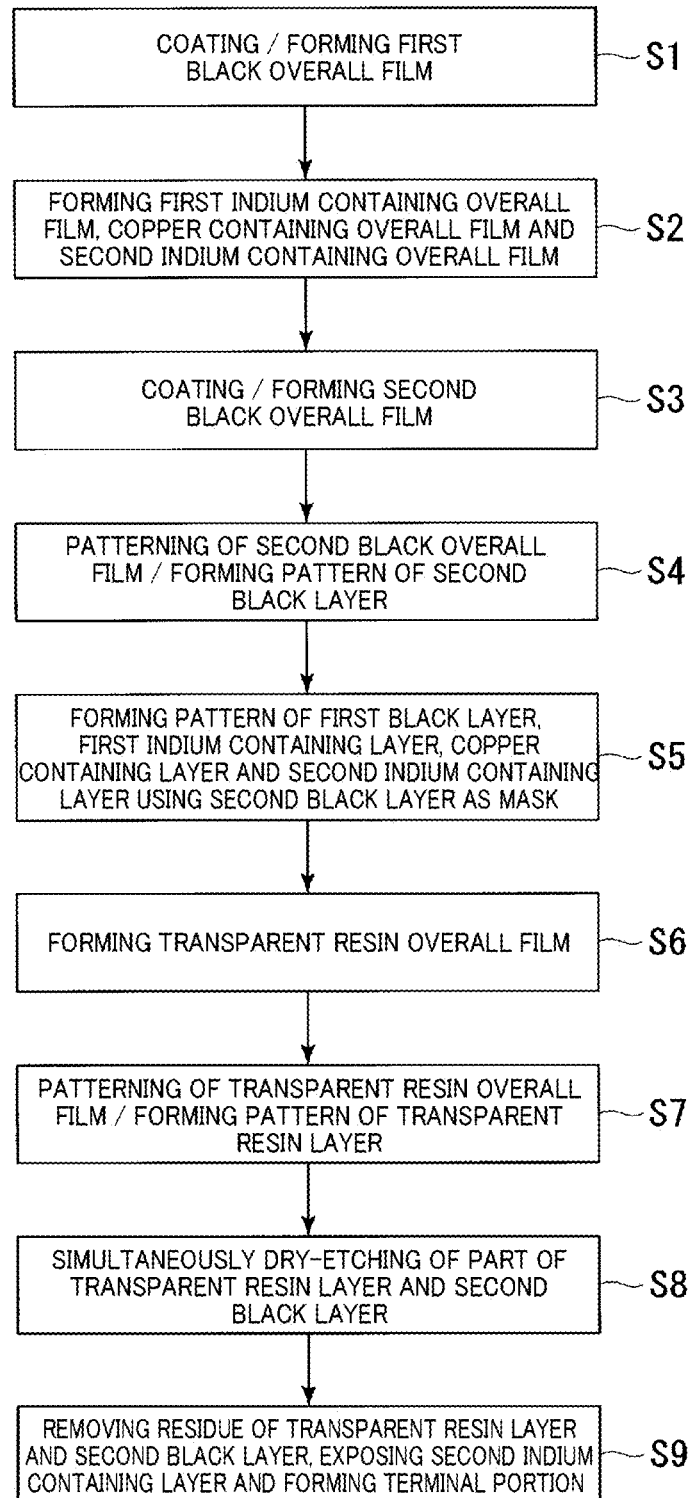 COATING / FORMING FIRST
BLACK OVERALL FILM
S1
FORMING FIRST INDIUM CONTAINING OVERALL
FILM, COPPER CONTAINING OVERALL FILM AND
SECOND INDIUM CONTAINING OVERALL FILM
S2
COATING / FORMING SECOND
BLACK OVERALL FILM
S3
PATTERNING OF SECOND BLACK OVERALL
FILM / FORMING PATTERN OF SECOND
BLACK LAYER
S4
FORMING PATTERN OF FIRST BLACK LAYER,
FIRST INDIUM CONTAINING LAYER, COPPER
CONTAINING LAYER AND SECOND INDIUM CONTAINING
LAYER USING SECOND BLACK LAYER AS MASK
S5
FORMING TRANSPARENT RESIN OVERALL FILM
S6
PATTERNING OF TRANSPARENT RESIN OVERALL
FILM / FORMING PATTERN OF TRANSPARENT
RESIN LAYER
S7
SIMULTANEOUSLY DRY-ETCHING OF PART OF
TRANSPARENT RESIN LAYER AND SECOND
BLACK LAYER
S8
REMOVING RESIDUE OF TRANSPARENT RESIN LAYER
AND SECOND BLACK LAYER, EXPOSING SECOND INDIUM
CONTAINING LAYER AND FORMING TERMINAL PORTION
S9